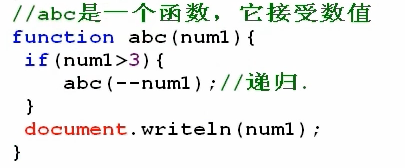 //abc是一个函数，它接受数值
function abc(num1){
if(num1>3){
abc(--num1);//递归.
}
document.writeln(num1);
}